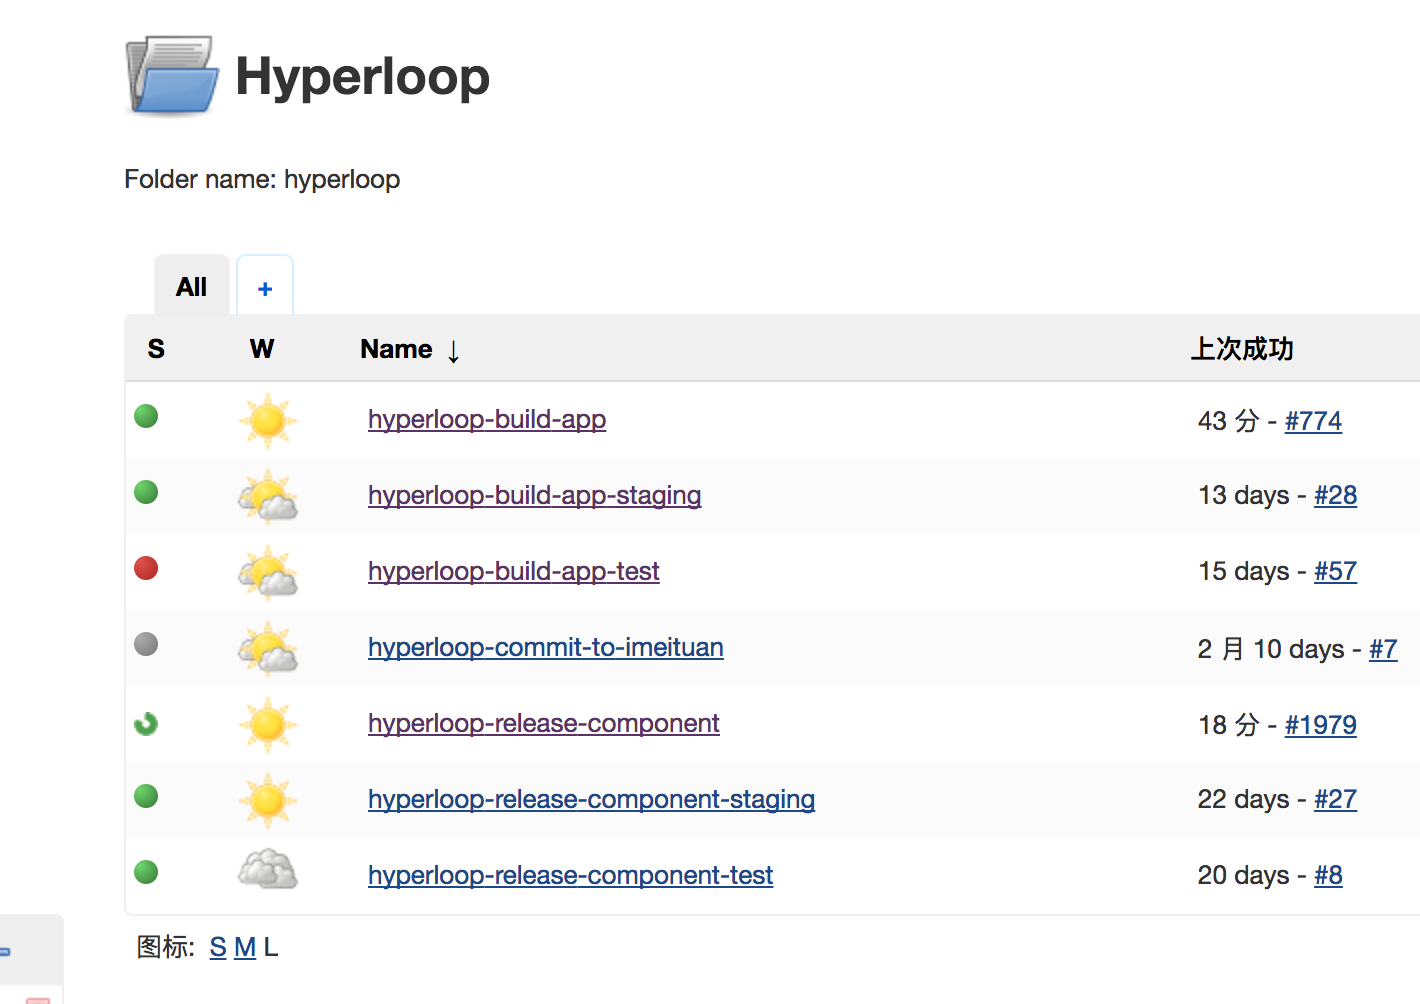 Hyperloop
Folder name: hyperloop
All +
S W Name ↓ 上次成功
hyperloop-build-app 43 分 - #774
hyperloop-build-app-staging 13 days - #28
hyperloop-build-app-test 15 days - #57
hyperloop-commit-to-imeituan 2 月 10 days - #7
hyperloop-release-component 18 分 - #1979
hyperloop-release-component-staging 22 days - #27
hyperloop-release-component-test 20 days - #8
图标: S M L